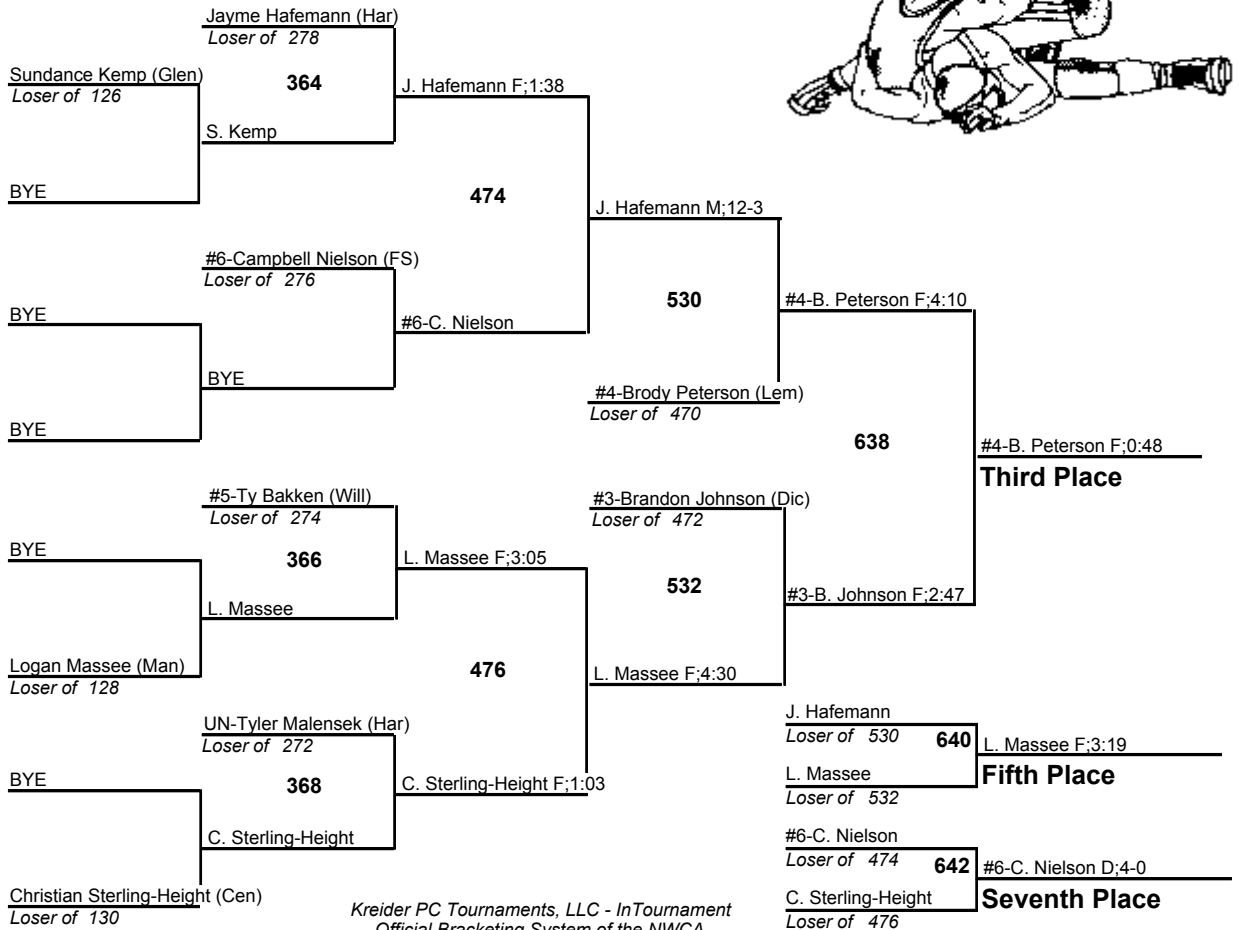 Jayme Hafemann (Har)
Loser of 278
Sundance Kemp (Glen)
Loser of 126
364
J. Hafemann F;1:38
S. Kemp
BYE
474
J. Hafemann M;12-3
#6-Campbell Nielson (FS)
Loser of 276
530
#4-B. Peterson F;4:10
BYE
#6-C. Nielson
BYE
#4-Brody Peterson (Lem)
Loser of 470
BYE
638
#4-B. Peterson F;0:48
Third Place
#5-Ty Bakken (Will)
Loser of 274
#3-Brandon Johnson (Dic)
Loser of 472
BYE
366
L. Massee F;3:05
532
#3-B. Johnson F;2:47
L. Massee
Logan Massee (Man)
Loser of 128
476
L. Massee F;4:30
UN-Tyler Malensek (Har)
Loser of 272
J. Hafemann
Loser of 530
640
L. Massee F;3:19
Fifth Place
BYE
368
C. Sterling-Height F;1:03
L. Massee
Loser of 532
C. Sterling-Height
#6-C. Nielson
Loser of 474
642
#6-C. Nielson D;4-0
Seventh Place
Christian Sterling-Height (Cen)
Loser of 130
C. Sterling-Height
Loser of 476
Kreider PC Tournaments, LLC - InTournament
Official Bracketing System of the NWCA